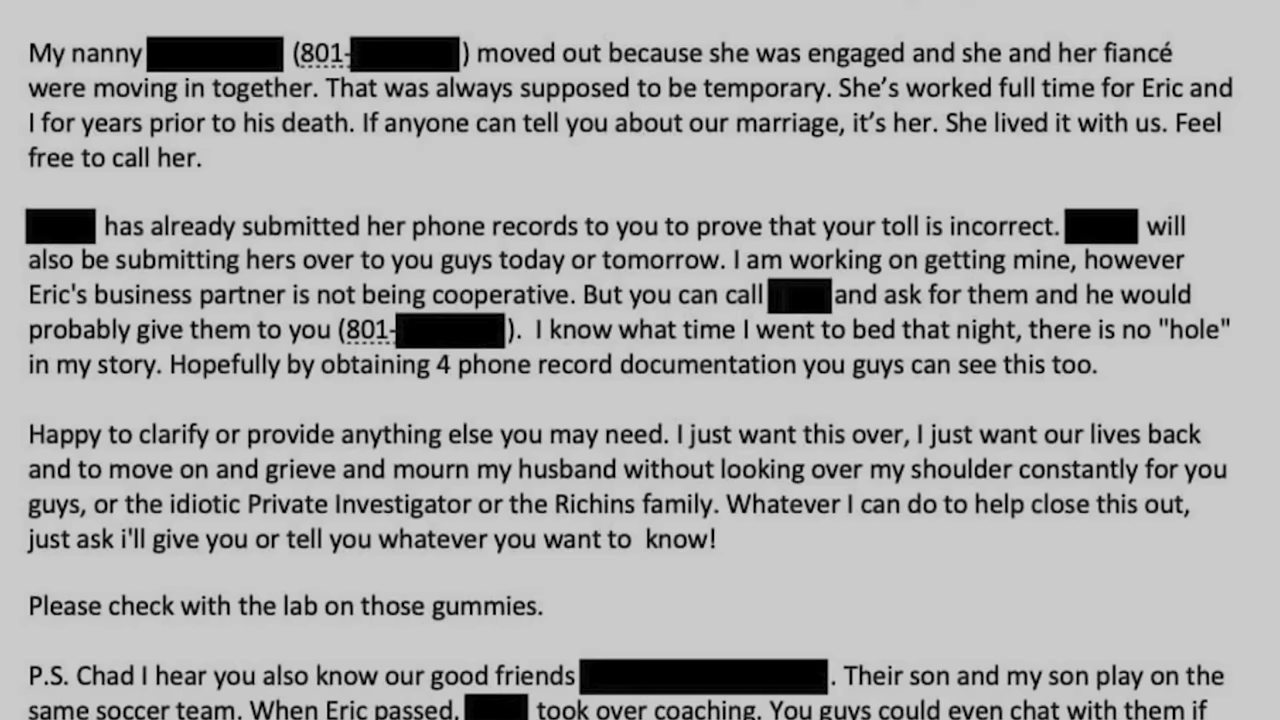 My nanny (801- ) moved out because she was engaged and she and her fiancé
were moving in together. That was always supposed to be temporary. She’s worked full time for Eric and
I for years prior to his death. If anyone can tell you about our marriage, it’s her. She lived it with us. Feel
free to call her.
has already submitted her phone records to you to prove that your toll is incorrect. will
also be submitting hers over to you guys today or tomorrow. I am working on getting mine, however
Eric's business partner is not being cooperative. But you can call and ask for them and he would
probably give them to you (801- ). I know what time I went to bed that night, there is no "hole"
in my story. Hopefully by obtaining 4 phone record documentation you guys can see this too.
Happy to clarify or provide anything else you may need. I just want this over, I just want our lives back
and to move on and grieve and mourn my husband without looking over my shoulder constantly for you
guys, or the idiotic Private Investigator or the Richins family. Whatever I can do to help close this out,
just ask i'll give you or tell you whatever you want to know!
Please check with the lab on those gummies.
P.S. Chad I hear you also know our good friends . Their son and my son play on the
same soccer team. When Eric passed, took over coaching. You guys could even chat with them if